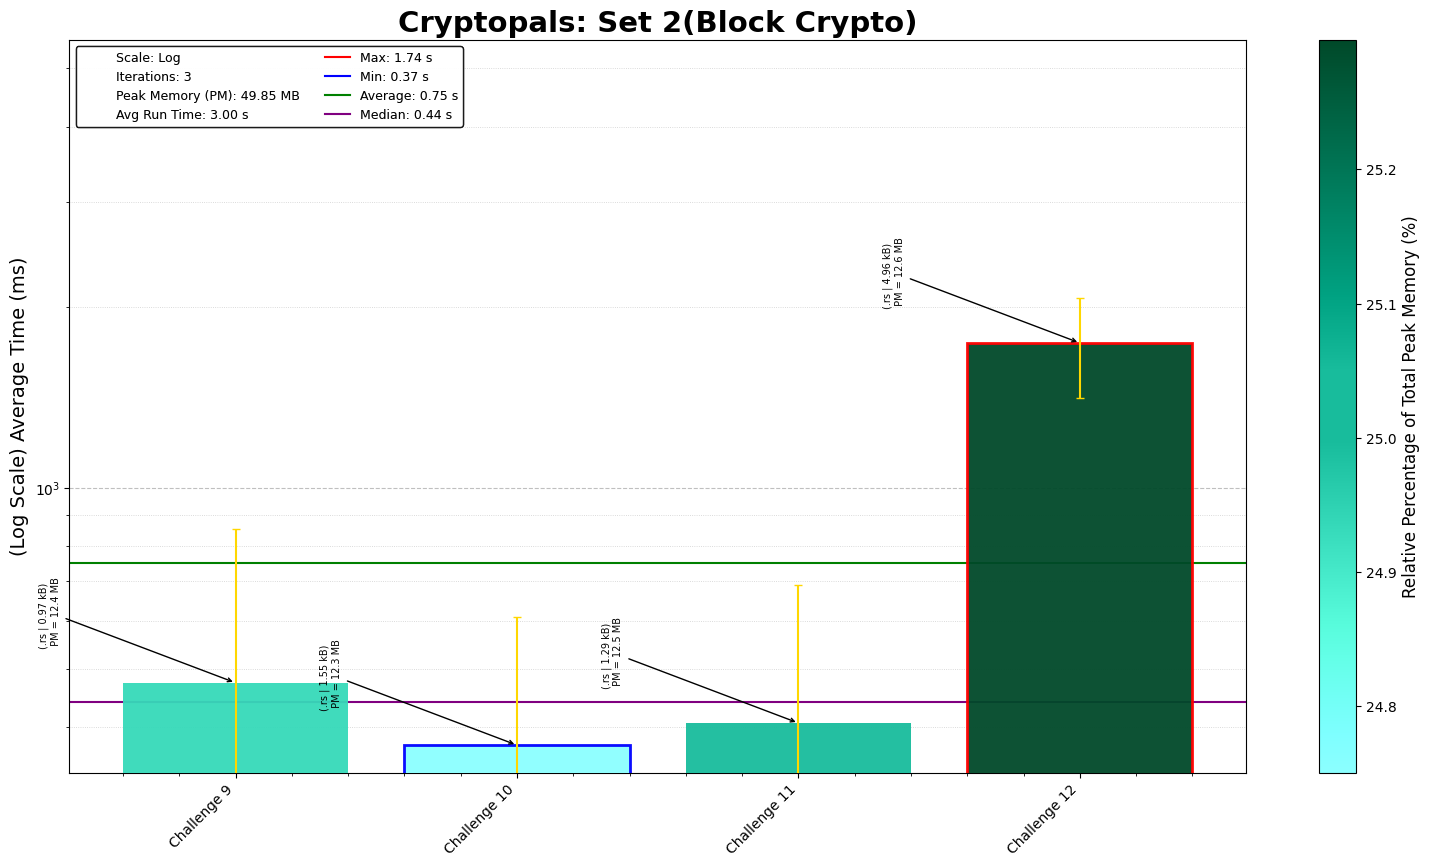 Cryptopals: Set 2(Block Crypto)
Scale: Log
Iterations: 3
Peak Memory (PM): 49.85 MB
Avg Run Time: 3.00 s
Max: 1.74 s
Min: 0.37 s
Average: 0.75 s
Median: 0.44 s
(Log Scale) Average Time (ms)
10³
(.rs | 0.97 kB)
PM = 12.4 MB
(.rs | 1.55 kB)
PM = 12.3 MB
(.rs | 1.29 kB)
PM = 12.5 MB
(.rs | 4.96 kB)
PM = 12.6 MB
Challenge 9
Challenge 10
Challenge 11
Challenge 12
25.2
25.1
25.0
24.9
24.8
Relative Percentage of Total Peak Memory (%)